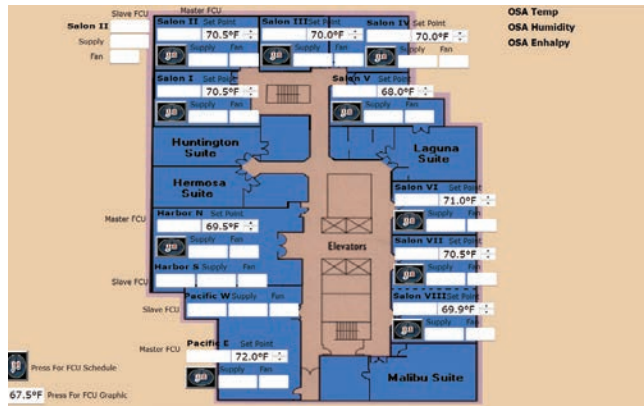 Slave FCU
Master FCU
OSA Temp
OSA Humidity
OSA Enhalpy
Salon II
Supply
Fan
Salon II Set Point
70.5°F
Supply Fan
Salon III Set Point
70.0°F
Supply Fan
Salon IV Set Point
70.0°F
Supply Fan
Salon I Set Point
70.5°F
Supply Fan
Salon V Set Point
68.0°F
Supply Fan
Huntington
Suite
Laguna
Suite
Hermosa
Suite
Salon VI Set Point
71.0°F
Supply Fan
Master FCU
Harbor N Set Point
69.5°F
Supply Fan
Elevators
Salon VII Set Point
70.5°F
Supply Fan
Slave FCU
Harbor S Supply Fan
Slave FCU
Pacific W Supply Fan
Salon VIII Set Point
69.9°F
Supply Fan
Master FCU
Pacific E Set Point
72.0°F
Supply Fan
Malibu Suite
go Press For FCU Schedule
67.5°F Press For FCU Graphic